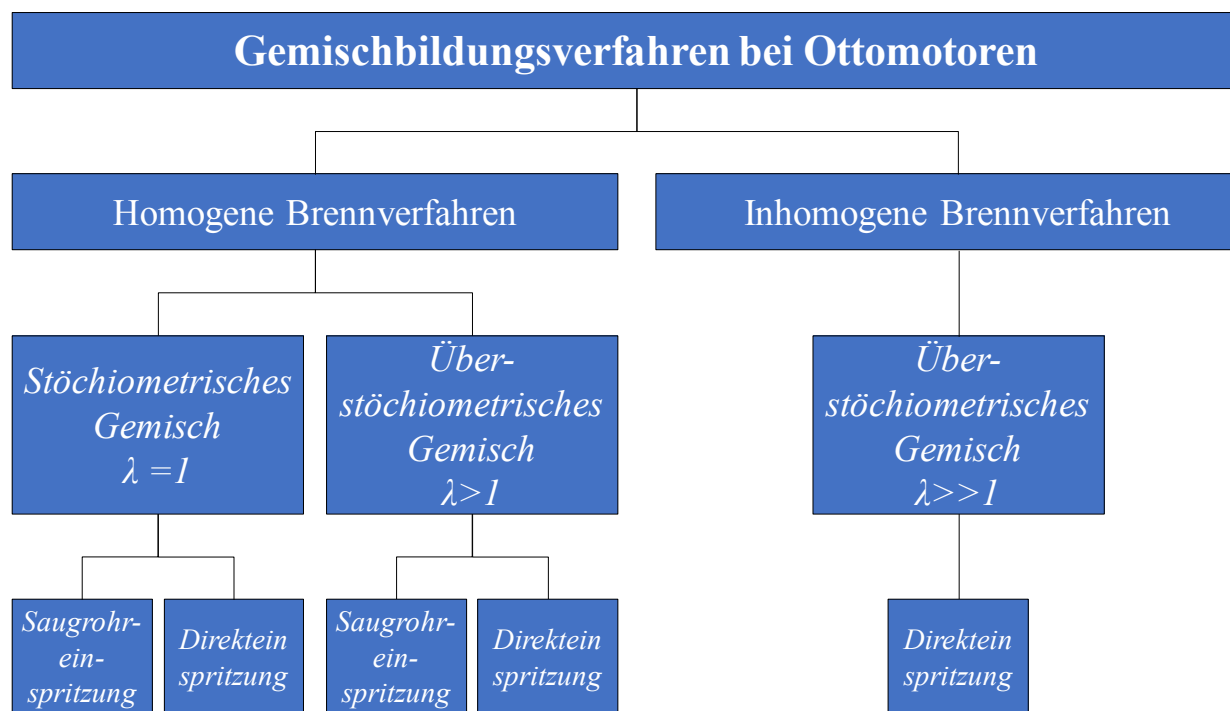 Gemischbildungsverfahren bei Ottomotoren
Homogene Brennverfahren
Inhomogene Brennverfahren
Stöchiometrisches
Gemisch
λ =1
Über-
stöchiometrisches
Gemisch
λ>1
Über-
stöchiometrisches
Gemisch
λ>>1
Saugrohr-
ein-
spritzung
Direktein
spritzung
Saugrohr-
ein-
spritzung
Direktein
spritzung
Direktein
spritzung